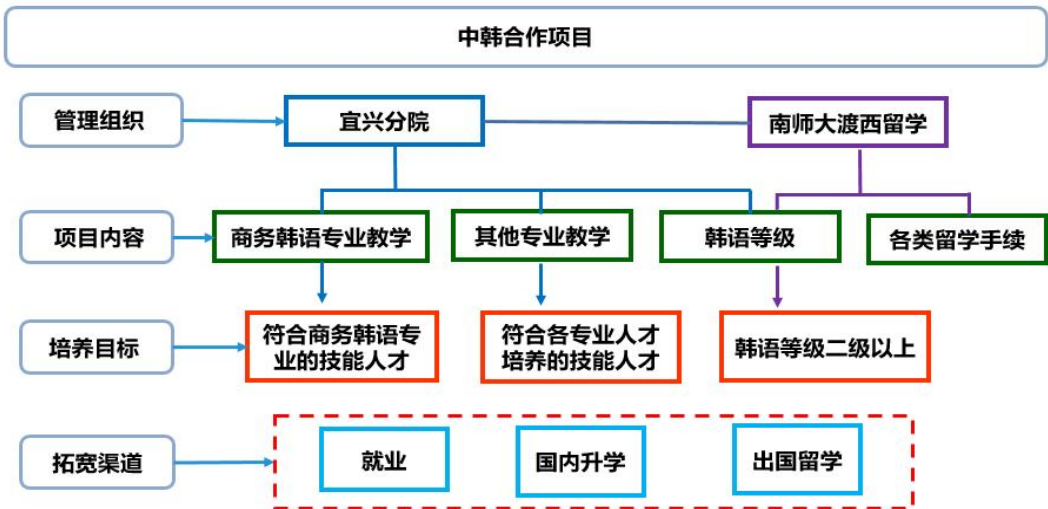 中韩合作项目
管理组织
宜兴分院
南师大渡西留学
项目内容
商务韩语专业教学
其他专业教学
韩语等级
各类留学手续
培养目标
符合商务韩语专
业的技能人才
符合各专业人才
培养的技能人才
韩语等级二级以上
拓宽渠道
就业
国内升学
出国留学